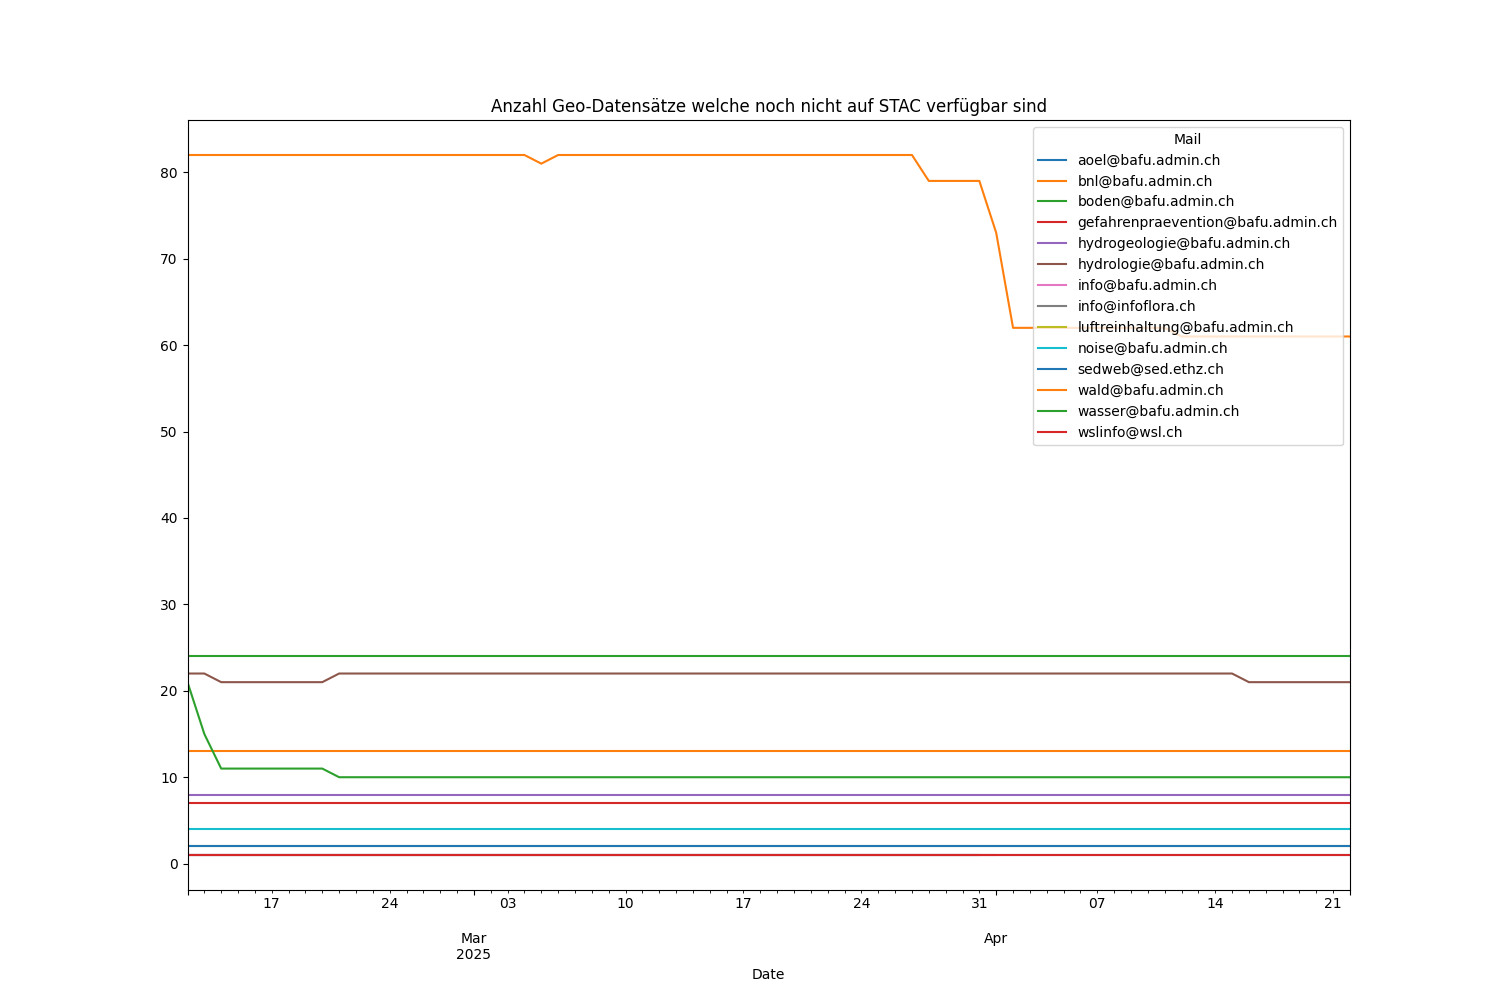 Anzahl Geo-Datensätze welche noch nicht auf STAC verfügbar sind
Mail
aoel@bafu.admin.ch
bnl@bafu.admin.ch
boden@bafu.admin.ch
gefahrenpraevention@bafu.admin.ch
hydrogeologie@bafu.admin.ch
hydrologie@bafu.admin.ch
info@bafu.admin.ch
info@infoflora.ch
luftreinhaltung@bafu.admin.ch
noise@bafu.admin.ch
sedweb@sed.ethz.ch
wald@bafu.admin.ch
wasser@bafu.admin.ch
wslinfo@wsl.ch
80
70
60
50
40
30
20
10
0
17 24 03 10 17 24 31 07 14 21
Mar Apr
2025
Date